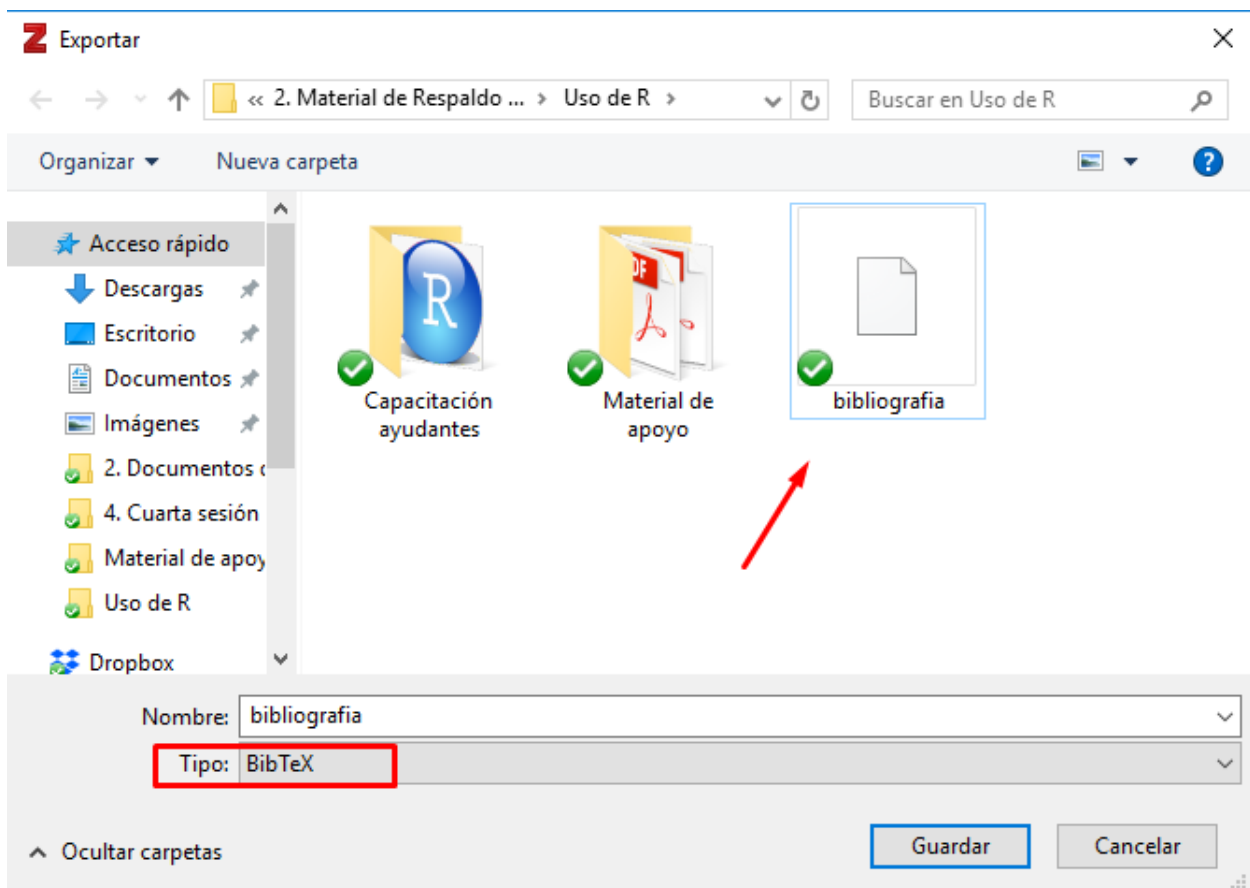 Z Exportar
« 2. Material de Respaldo ... › Uso de R ›
Buscar en Uso de R
Organizar
Nueva carpeta
?
Acceso rápido
Descargas
Escritorio
Documentos
Imágenes
2. Documentos
4. Cuarta sesión
Material de apoy
Uso de R
Dropbox
R
Capacitación
ayudantes
DF
Material de
apoyo
bibliografia
Nombre: bibliografia
Tipo: BibTeX
Ocultar carpetas
Guardar
Cancelar